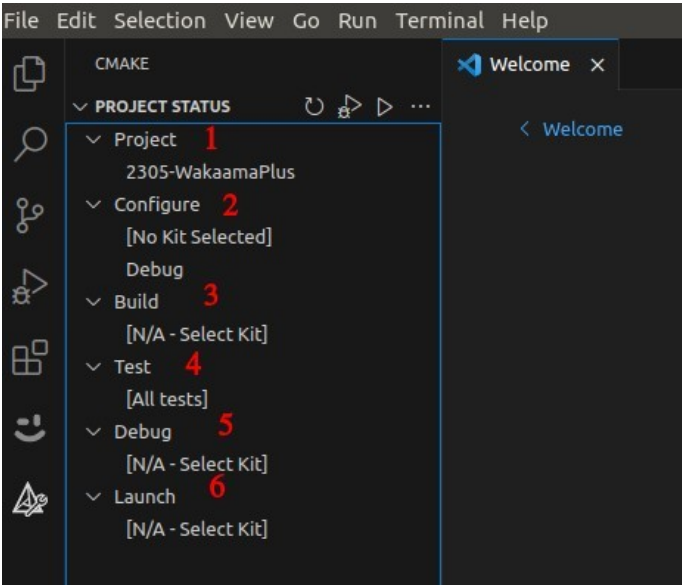 File Edit Selection View Go Run Terminal Help
CMAKE
PROJECT STATUS
Project 1
2305-WakaamaPlus
Configure 2
[No Kit Selected]
Debug
Build 3
[N/A - Select Kit]
Test 4
[All tests]
Debug 5
[N/A - Select Kit]
Launch 6
[N/A - Select Kit]
Welcome
Welcome